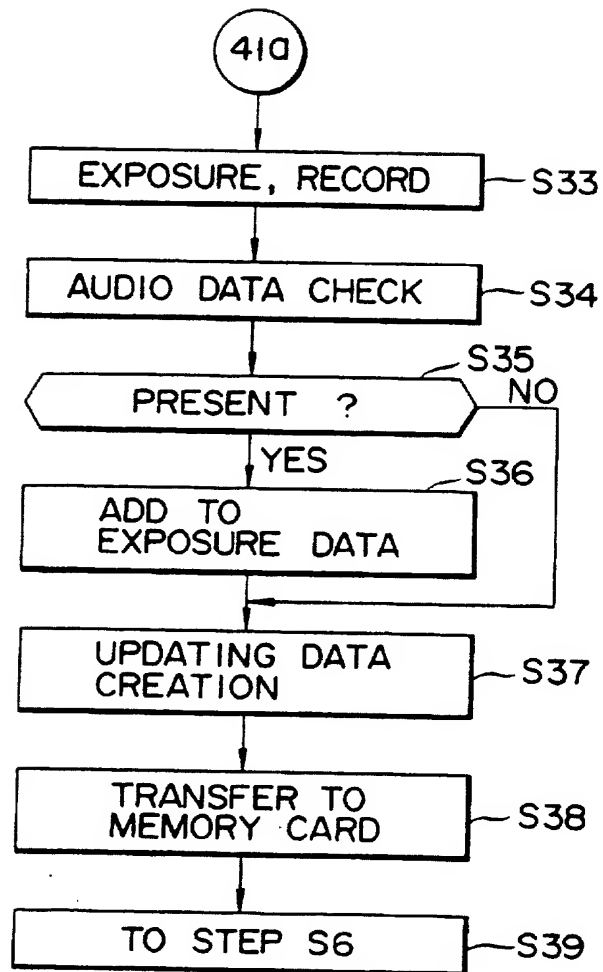 41a
EXPOSURE, RECORD
S33
AUDIO DATA CHECK
S34
S35
PRESENT ?
NO
YES
S36
ADD TO
EXPOSURE DATA
UPDATING DATA
CREATION
S37
TRANSFER TO
MEMORY CARD
S38
TO STEP S6
S39